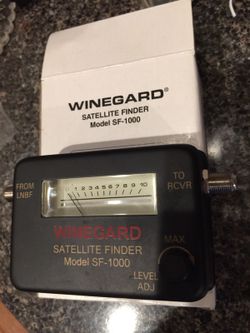 WINEGARD®
SATELLITE FINDER
Model SF-1000
FROM
LNBF
0 1 2 3 4 5 6 7 8 9 10
TO
RCVR
WINEGARD
SATELLITE FINDER
Model SF-1000
MAX
LEVEL
ADJ